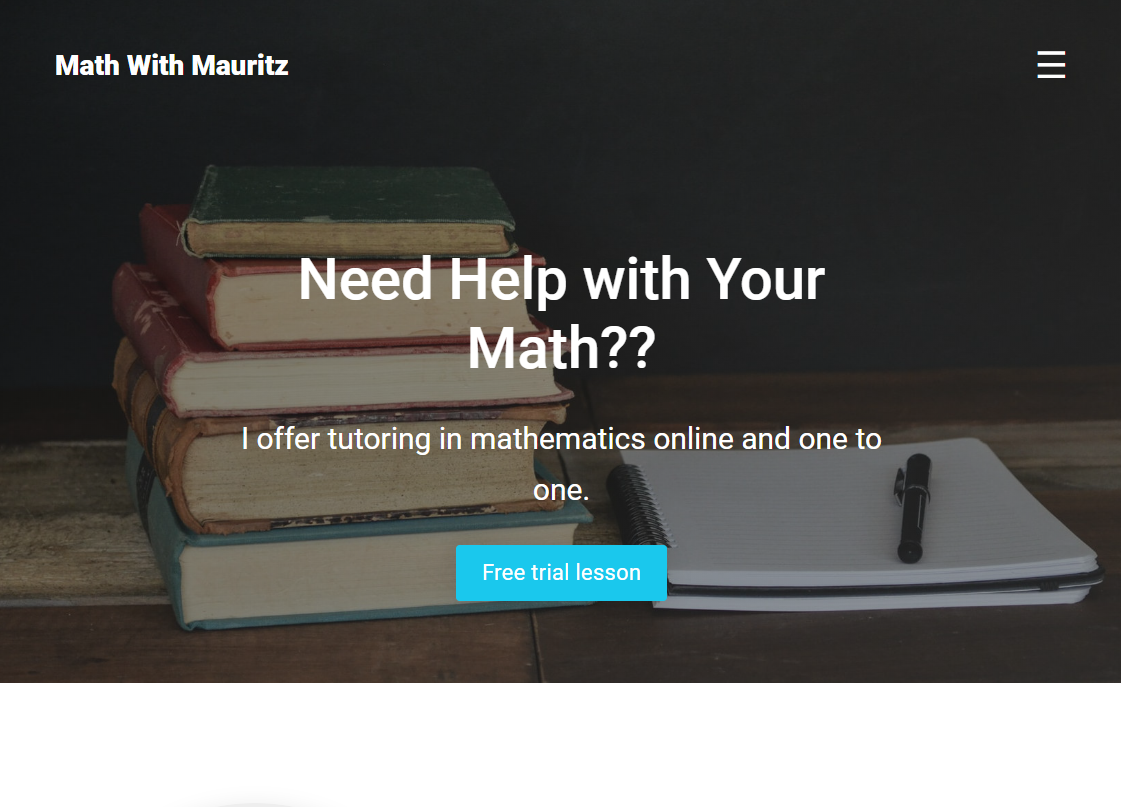 Math With Mauritz
Need Help with Your
Math??
I offer tutoring in mathematics online and one to
one.
Free trial lesson